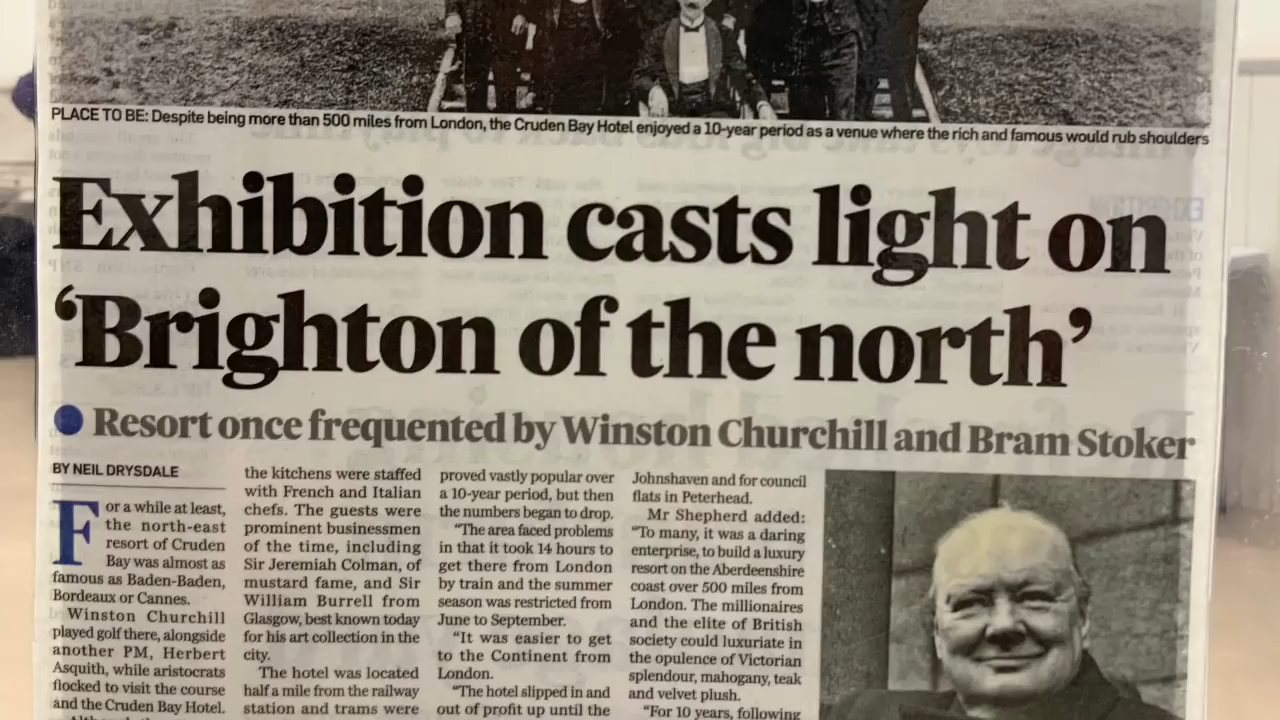 PLACE TO BE: Despite being more than 500 miles from London, the Cruden Bay Hotel enjoyed a 10-year period as a venue where the rich and famous would rub shoulders
Exhibition casts light on
‘Brighton of the north’
Resort once frequented by Winston Churchill and Bram Stoker
BY NEIL DRYSDALE
For a while at least,
the north-east
resort of Cruden
Bay was almost as
famous as Baden-Baden,
Bordeaux or Cannes.
Winston Churchill
played golf there, alongside
another PM, Herbert
Asquith, while aristocrats
flocked to visit the course
and the Cruden Bay Hotel.
the kitchens were staffed
with French and Italian
chefs. The guests were
prominent businessmen
of the time, including
Sir Jeremiah Colman, of
mustard fame, and Sir
William Burrell from
Glasgow, best known today
for his art collection in the
city.
The hotel was located
half a mile from the railway
station and trams were
proved vastly popular over
a 10-year period, but then
the numbers began to drop.
“The area faced problems
in that it took 14 hours to
get there from London
by train and the summer
season was restricted from
June to September.
“It was easier to get
to the Continent from
London.
“The hotel slipped in and
out of profit up until the
Johnshaven and for council
flats in Peterhead.
Mr Shepherd added:
“To many, it was a daring
enterprise, to build a luxury
resort on the Aberdeenshire
coast over 500 miles from
London. The millionaires
and the elite of British
society could luxuriate in
the opulence of Victorian
splendour, mahogany, teak
and velvet plush.
“For 10 years, following